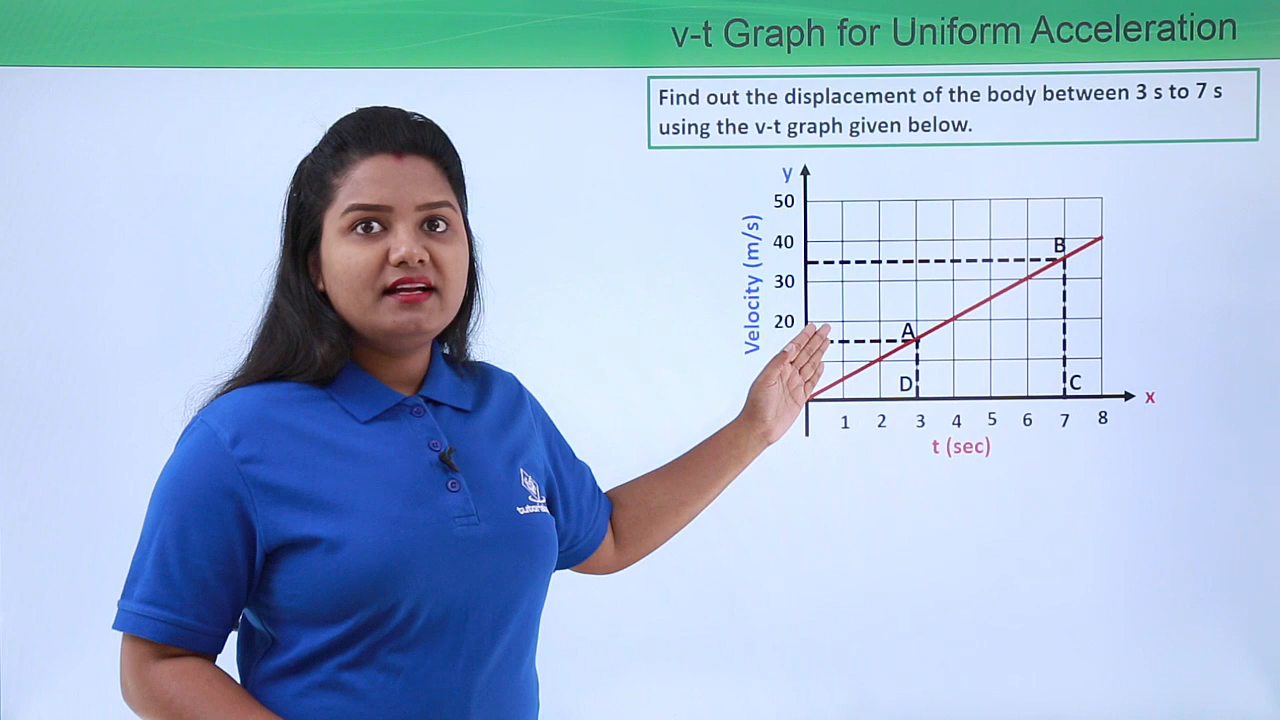 v-t Graph for Uniform Acceleration
Find out the displacement of the body between 3 s to 7 s
using the v-t graph given below.
y
50
40
30
20
Velocity (m/s)
A
B
D
C
x
1 2 3 4 5 6 7 8
t (sec)